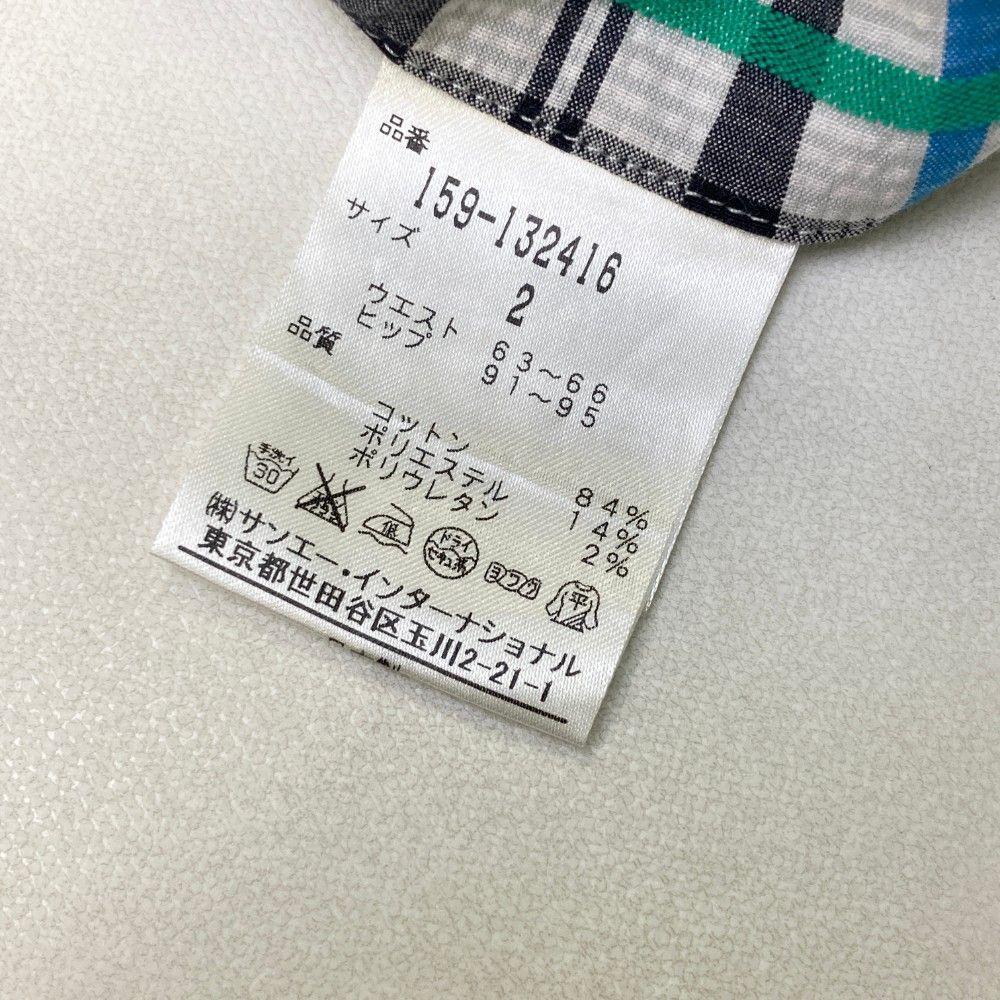 品番
159-132416
サイズ
2
ウエスト 63～66
ヒップ 91～95
品質
コットン 84%
ポリエステル 14%
ポリウレタン 2%
手洗イ 30 低 ドライ セキユ系 ヨワク 平
㈱サンエー・インターナショナル
東京都世田谷区玉川2-21-1